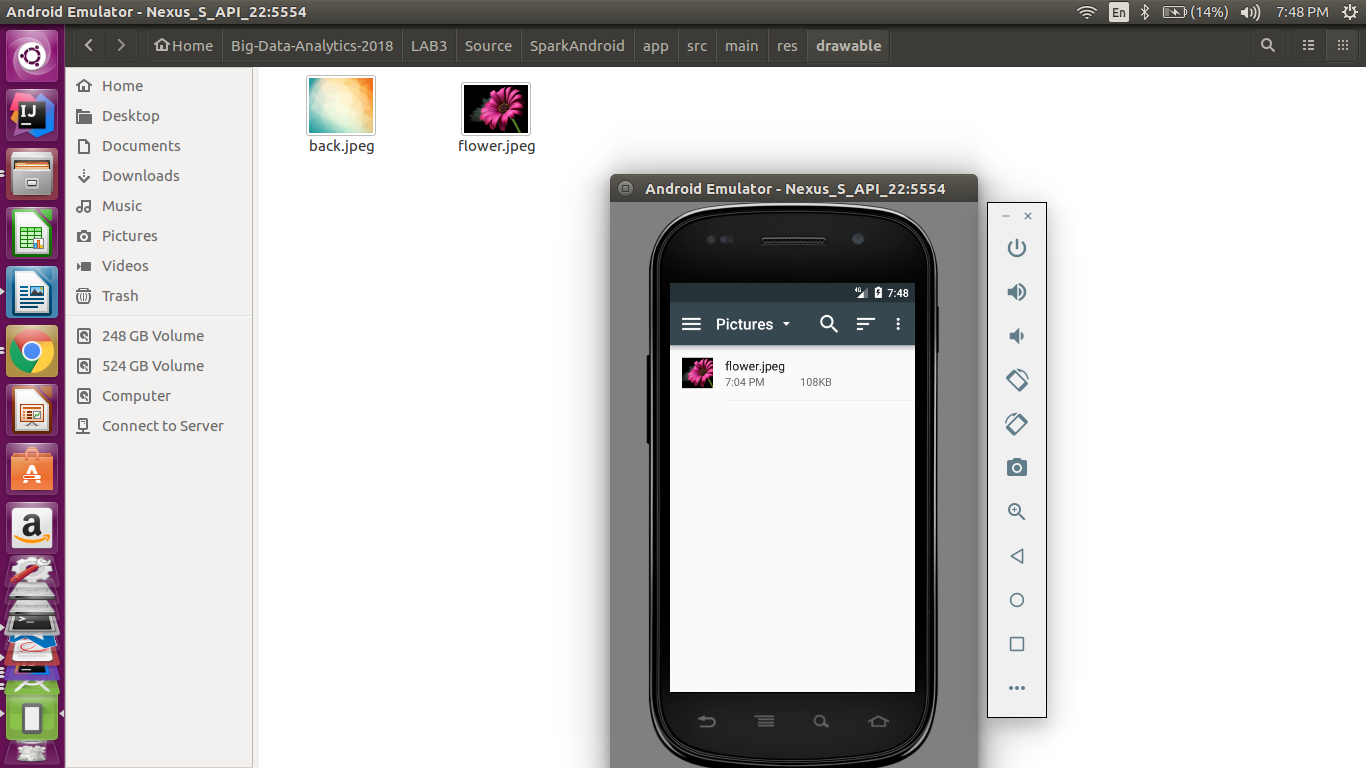 Android Emulator - Nexus_S_API_22:5554
En
(14%)
7:48 PM
Home
Big-Data-Analytics-2018
LAB3
Source
SparkAndroid
app
src
main
res
drawable
Home
Desktop
Documents
Downloads
Music
Pictures
Videos
Trash
248 GB Volume
524 GB Volume
Computer
Connect to Server
back.jpeg
flower.jpeg
Android Emulator - Nexus_S_API_22:5554
4G
7:48
Pictures
flower.jpeg
7:04 PM
108KB
IJ
A
a